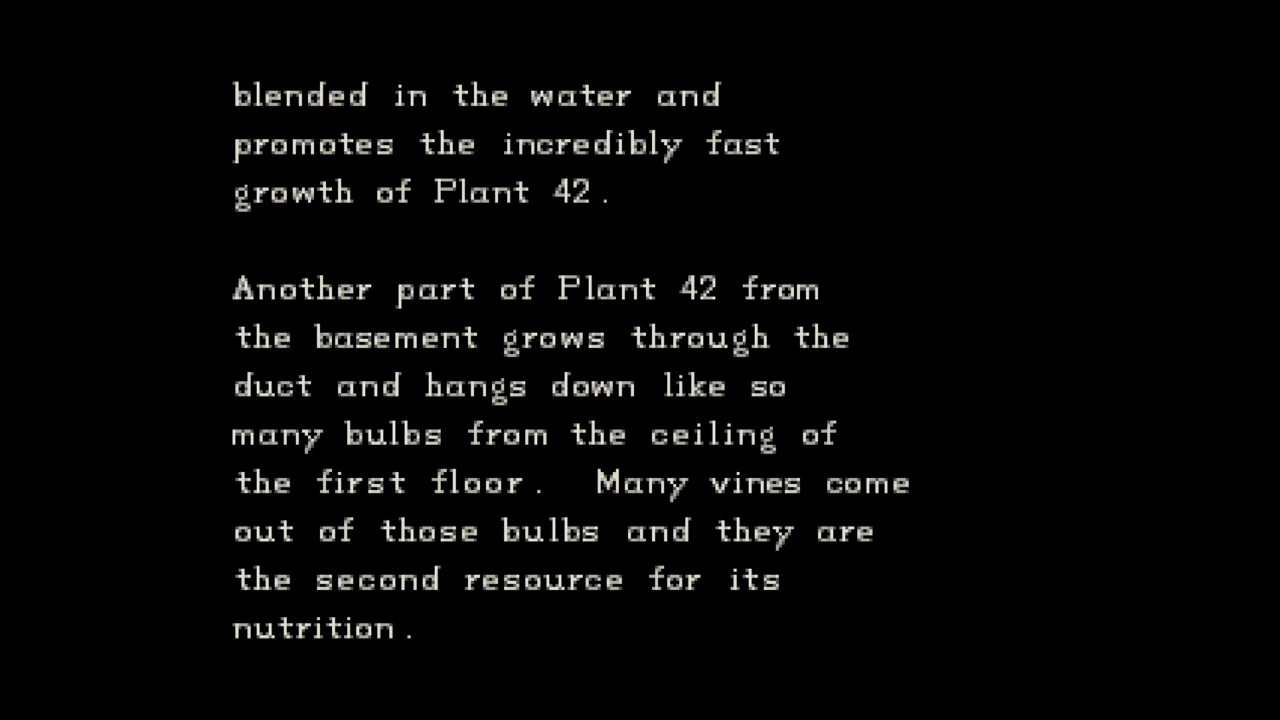 blended in the water and
promotes the incredibly fast
growth of Plant 42.
Another part of Plant 42 from
the basement grows through the
duct and hangs down like so
many bulbs from the ceiling of
the first floor.  Many vines come
out of those bulbs and they are
the second resource for its
nutrition.